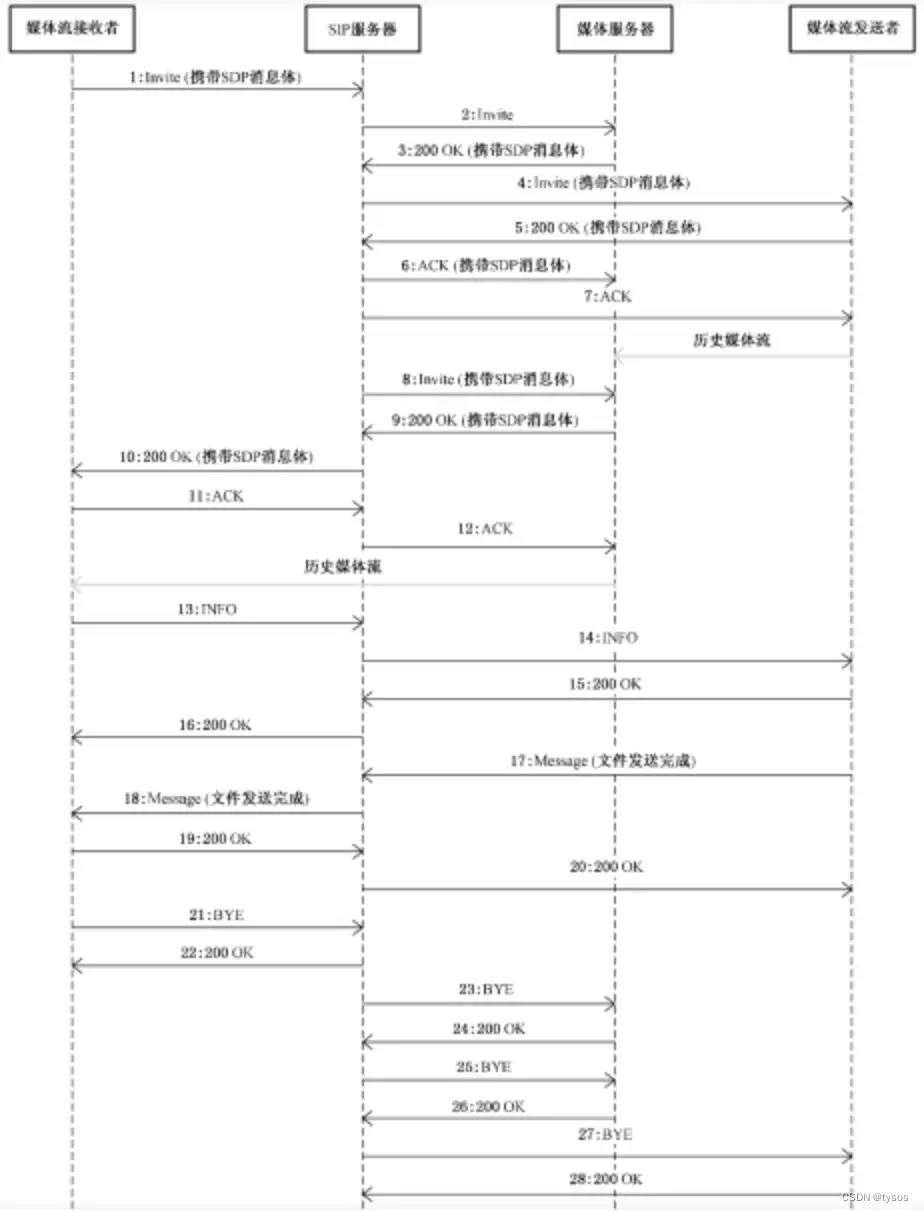 媒体流接收者
SIP服务器
媒体服务器
媒体流发送者
1:Invite (携带SDP消息体)
2:Invite
3:200 OK (携带SDP消息体)
4:Invite (携带SDP消息体)
5:200 OK (携带SDP消息体)
6:ACK (携带SDP消息体)
7:ACK
历史媒体流
8:Invite (携带SDP消息体)
9:200 OK (携带SDP消息体)
10:200 OK (携带SDP消息体)
11:ACK
12:ACK
历史媒体流
13:INFO
14:INFO
15:200 OK
16:200 OK
17:Message (文件发送完成)
18:Message (文件发送完成)
19:200 OK
20:200 OK
21:BYE
22:200 OK
23:BYE
24:200 OK
25:BYE
26:200 OK
27:BYE
28:200 OK
CSDN @tysos